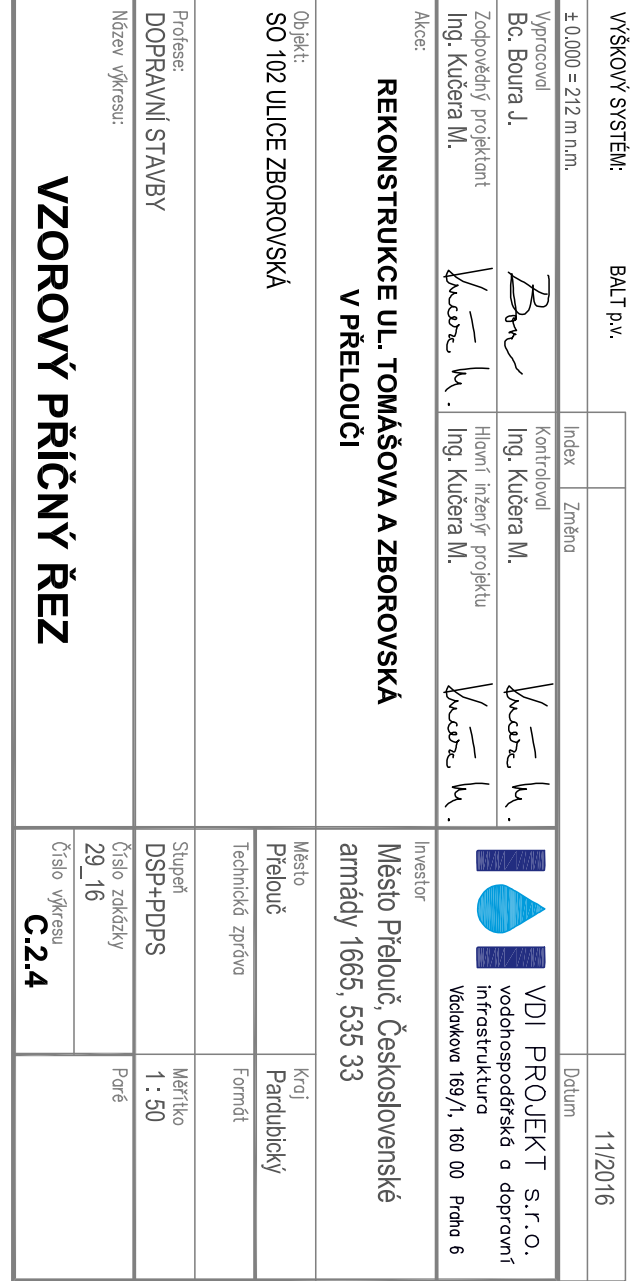 VÝŠKOVÝ SYSTÉM: BALT p.v.
11/2016
± 0.000 = 212 m n.m.
Index Změna Datum
Vypracoval
Bc. Boura J.
Kontroloval
Ing. Kučera M.
Kučera M.
Zodpovědný projektant
Ing. Kučera M.
Kučera M.
Hlavní inženýr projektu
Ing. Kučera M.
Kučera M.
VDI PROJEKT s.r.o.
vodohospodářská a dopravní
infrastruktura
Václavkova 169/1, 160 00 Praha 6
Akce:
REKONSTRUKCE UL. TOMÁŠOVA A ZBOROVSKÁ
V PŘELOUČI
Investor
Město Přelouč, Československé
armády 1665, 535 33
Objekt:
SO 102 ULICE ZBOROVSKÁ
Město
Přelouč
Kraj
Pardubický
Technická zpráva
Formát
Profese:
DOPRAVNÍ STAVBY
Stupeň
DSP+PDPS
Měřítko
1 : 50
Název výkresu:
VZOROVÝ PŘÍČNÝ ŘEZ
Číslo zakázky
29_16
Číslo výkresu
C.2.4
Paré